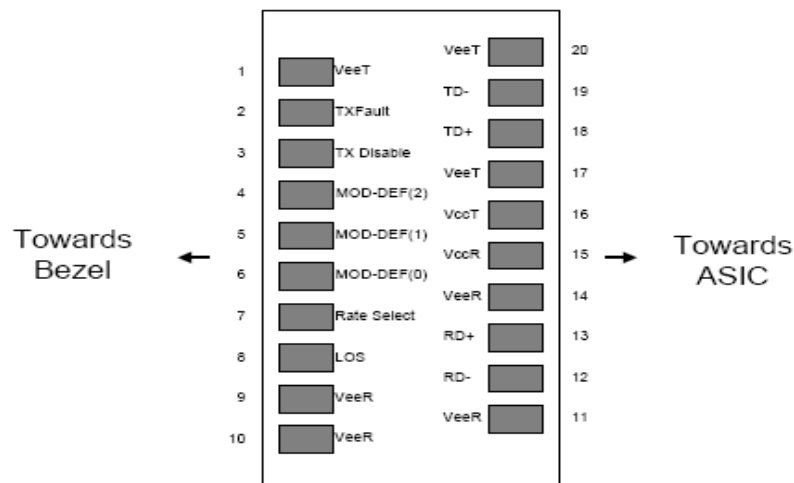 Towards
Bezel
1 VeeT
2 TXFault
3 TX Disable
4 MOD-DEF(2)
5 MOD-DEF(1)
6 MOD-DEF(0)
7 Rate Select
8 LOS
9 VeeR
10 VeeR
VeeT 20
TD- 19
TD+ 18
VeeT 17
VccT 16
VccR 15
VeeR 14
RD+ 13
RD- 12
VeeR 11
Towards
ASIC